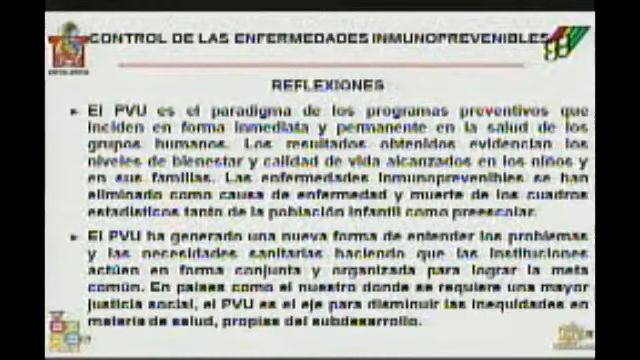 CONTROL DE LAS ENFERMEDADES INMUNOPREVENIBLES
REFLEXIONES
El PVU es el paradigma de los programas preventivos que
inciden en forma inmediata y permanente en la salud de los
grupos humanos. Los resultados obtenidos evidencian los
niveles de bienestar y calidad de vida alcanzados en los niños y
en sus familias. Las enfermedades inmunoprevenibles se han
eliminado como causa de enfermedad y muerte de los cuadros
estadísticos tanto de la población infantil como preescolar.
El PVU ha generado una nueva forma de entender los problemas
y las necesidades sanitarias haciendo que las instituciones
actúen en forma conjunta y organizada para lograr la meta
común. En países como el nuestro donde se requiere una mayor
justicia social, el PVU es el eje para disminuir las inequidades en
materia de salud, propias del subdesarrollo.